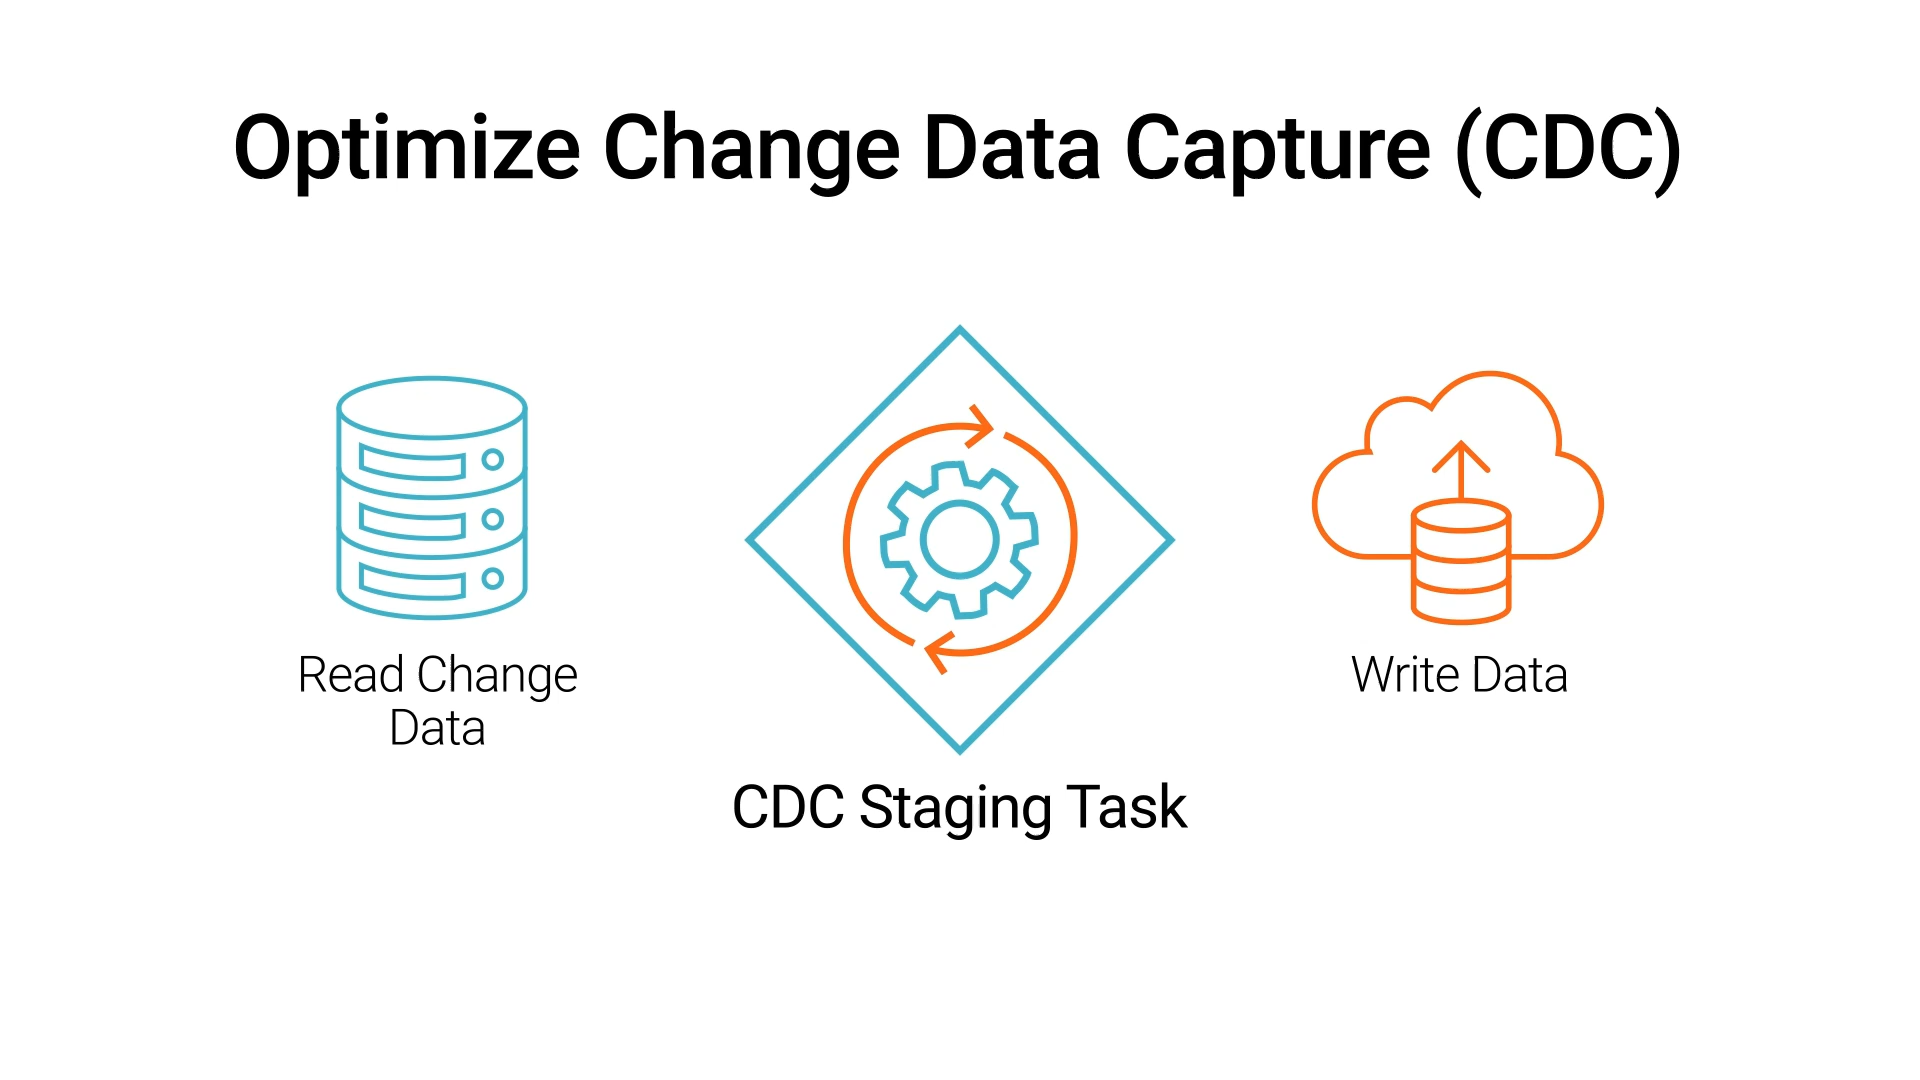 Optimize Change Data Capture (CDC)
Read Change
Data
CDC Staging Task
Write Data